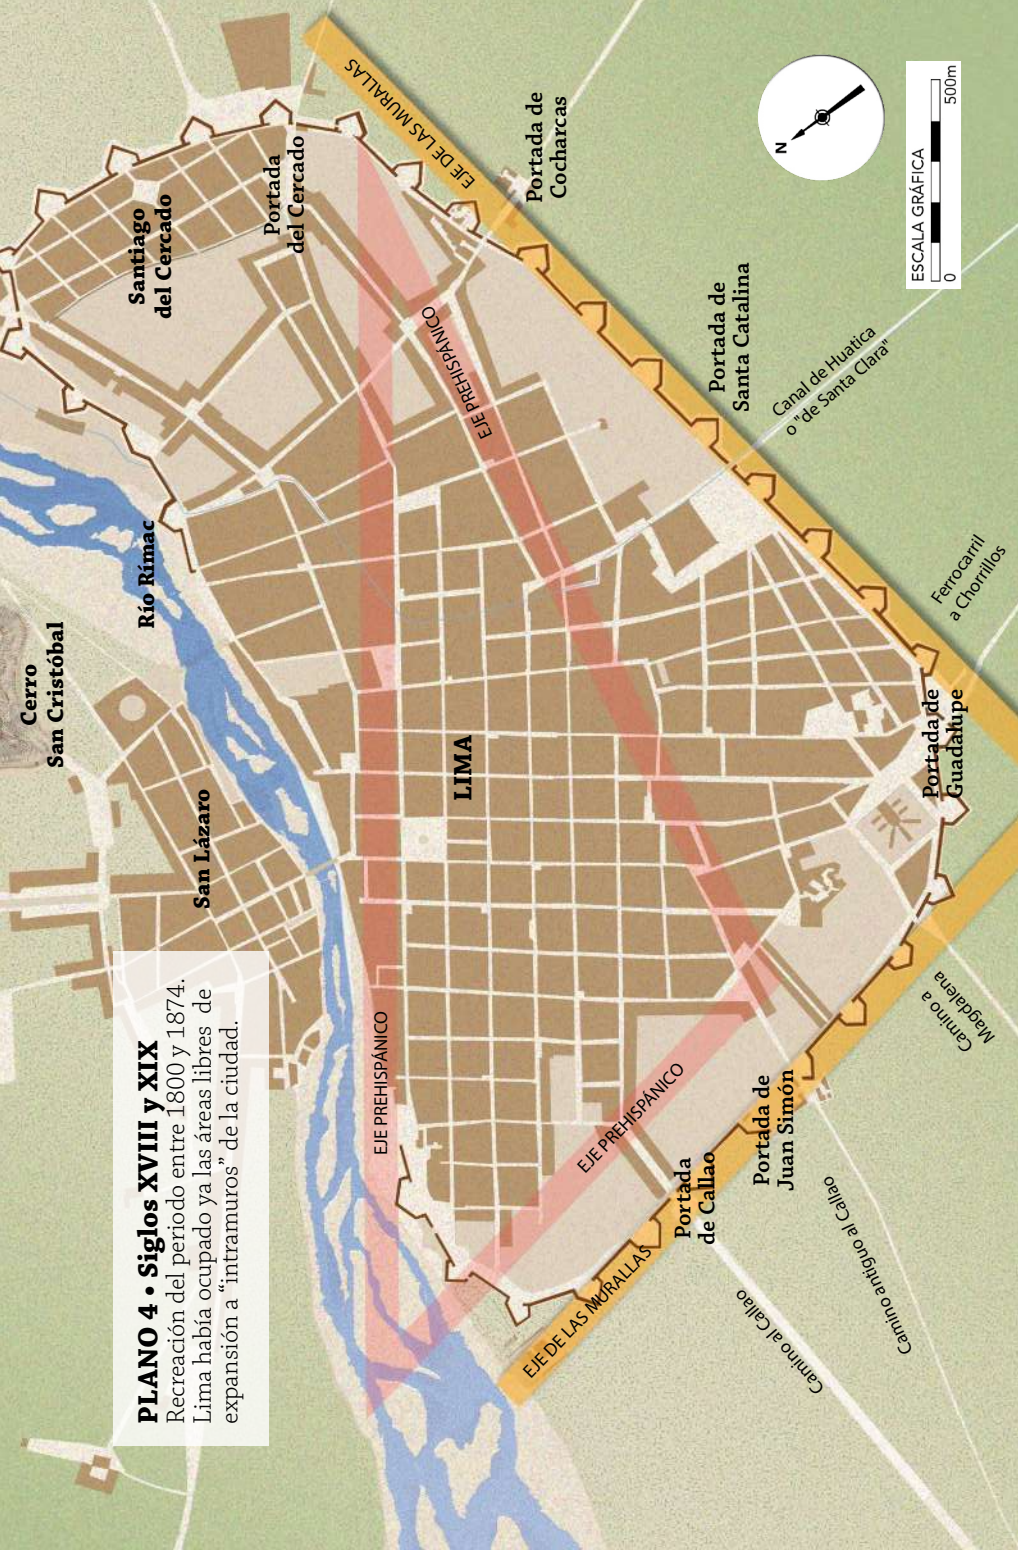 PLANO 4 • Siglos XVIII y XIX
Recreación del periodo entre 1800 y 1874.
Lima había ocupado ya las áreas libres de
expansión a “intramuros” de la ciudad.
Cerro
San Cristóbal
San Lázaro
Río Rímac
Santiago
del Cercado
Portada
del Cercado
EJE PREHISPÁNICO
LIMA
EJE PREHISPÁNICO
EJE PREHISPÁNICO
EJE DE LAS MURALLAS
EJE DE LAS MURALLAS
Portada
de Callao
Portada de
Juan Simón
Portada de
Guadalupe
Portada de
Santa Catalina
Portada de
Cocharcas
Camino al Callao
Camino antiguo al Callao
Camino a
Magdalena
Ferrocarril
a Chorrillos
Canal de Huatica
o "de Santa Clara"
N
ESCALA GRÁFICA
0 500m